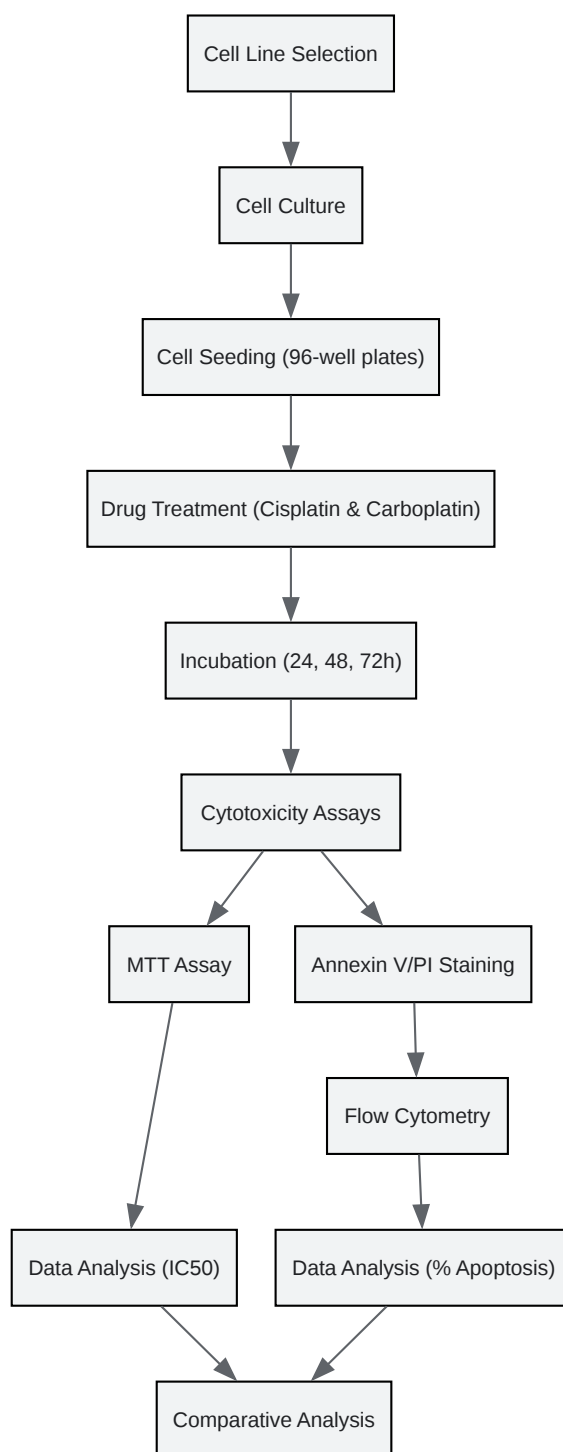 Cell Line Selection
Cell Culture
Cell Seeding (96-well plates)
Drug Treatment (Cisplatin & Carboplatin)
Incubation (24, 48, 72h)
Cytotoxicity Assays
MTT Assay
Annexin V/PI Staining
Flow Cytometry
Data Analysis (IC50)
Data Analysis (% Apoptosis)
Comparative Analysis